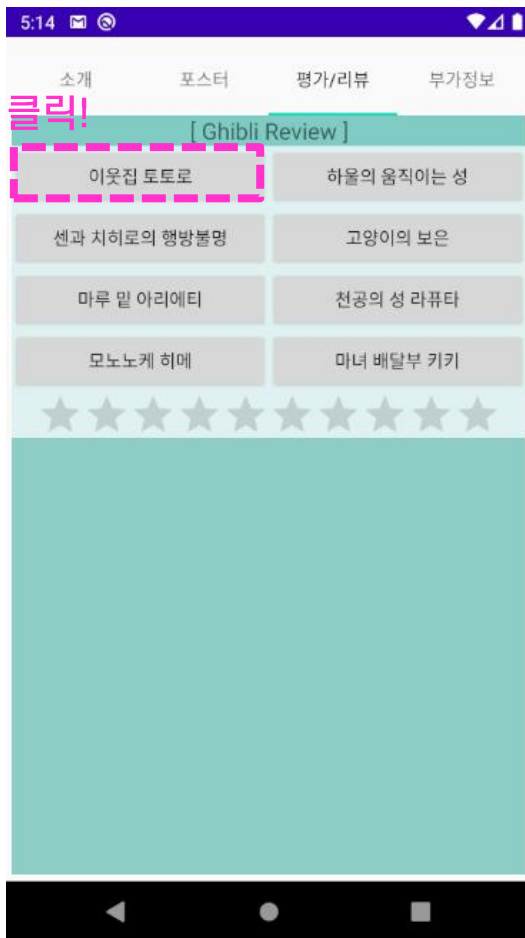 5:14
소개 포스터 평가/리뷰 부가정보
클릭!
[ Ghibli Review ]
이웃집 토토로 하울의 움직이는 성
센과 치히로의 행방불명 고양이의 보은
마루 밑 아리에티 천공의 성 라퓨타
모노노케 히메 마녀 배달부 키키